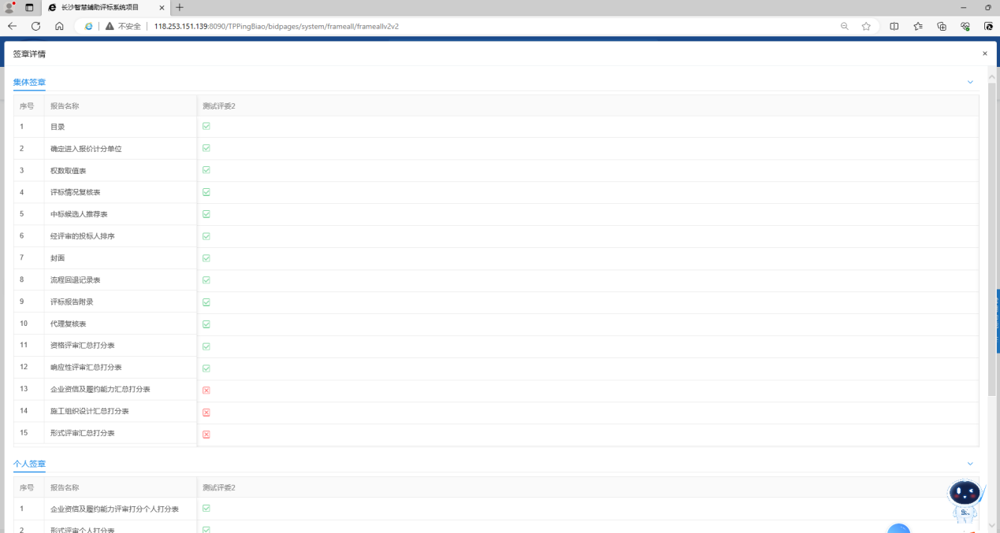 长沙智慧辅助评标系统项目
不安全 118.253.151.139:8090/TPPingBiao/bidpages/system/frameall/frameallv2v2
签章详情
集体签章
序号 报告名称 测试评委2
1 目录
2 确定进入报价计分单位
3 权数取值表
4 评标情况复核表
5 中标候选人推荐表
6 经评审的投标人排序
7 封面
8 流程回退记录表
9 评标报告附录
10 代理复核表
11 资格评审汇总打分表
12 响应性评审汇总打分表
13 企业资信及履约能力汇总打分表
14 施工组织设计汇总打分表
15 形式评审汇总打分表
个人签章
序号 报告名称 测试评委2
1 企业资信及履约能力评审打分个人打分表
2 形式评审个人打分表